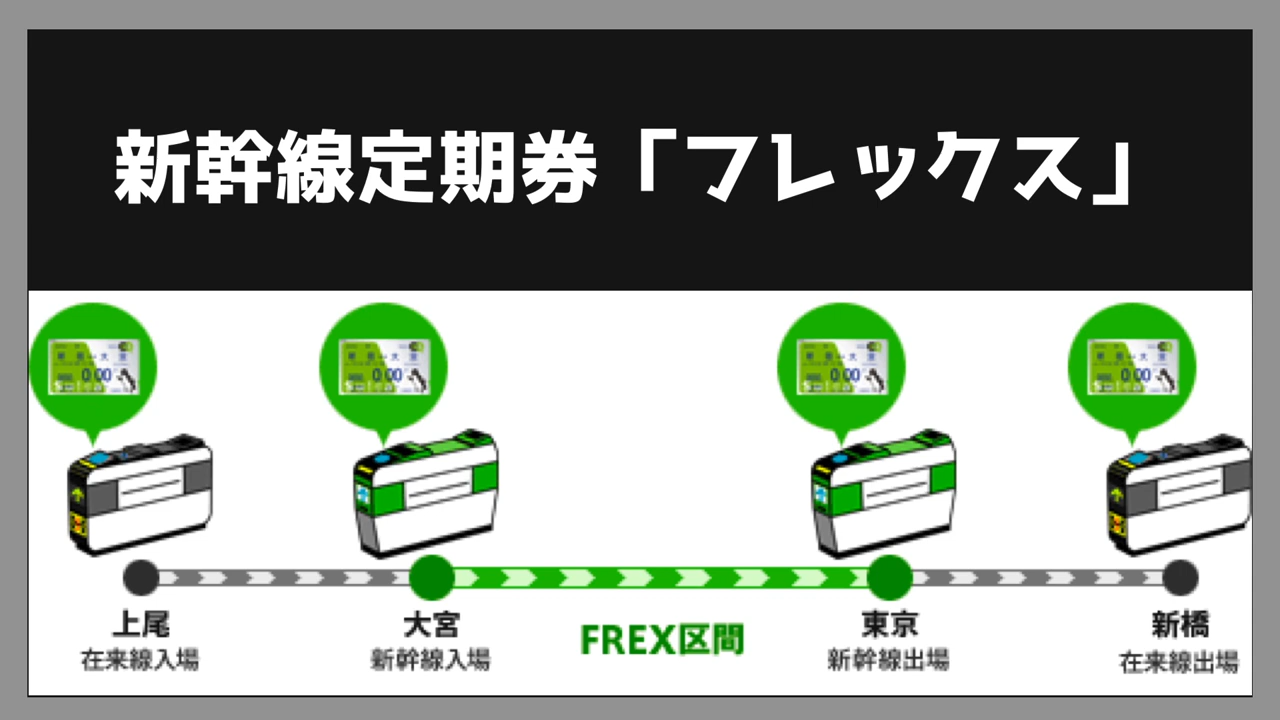 新幹線定期券「フレックス」
上尾
在来線入場
大宮
新幹線入場
FREX区間
東京
新幹線出場
新橋
在来線出場